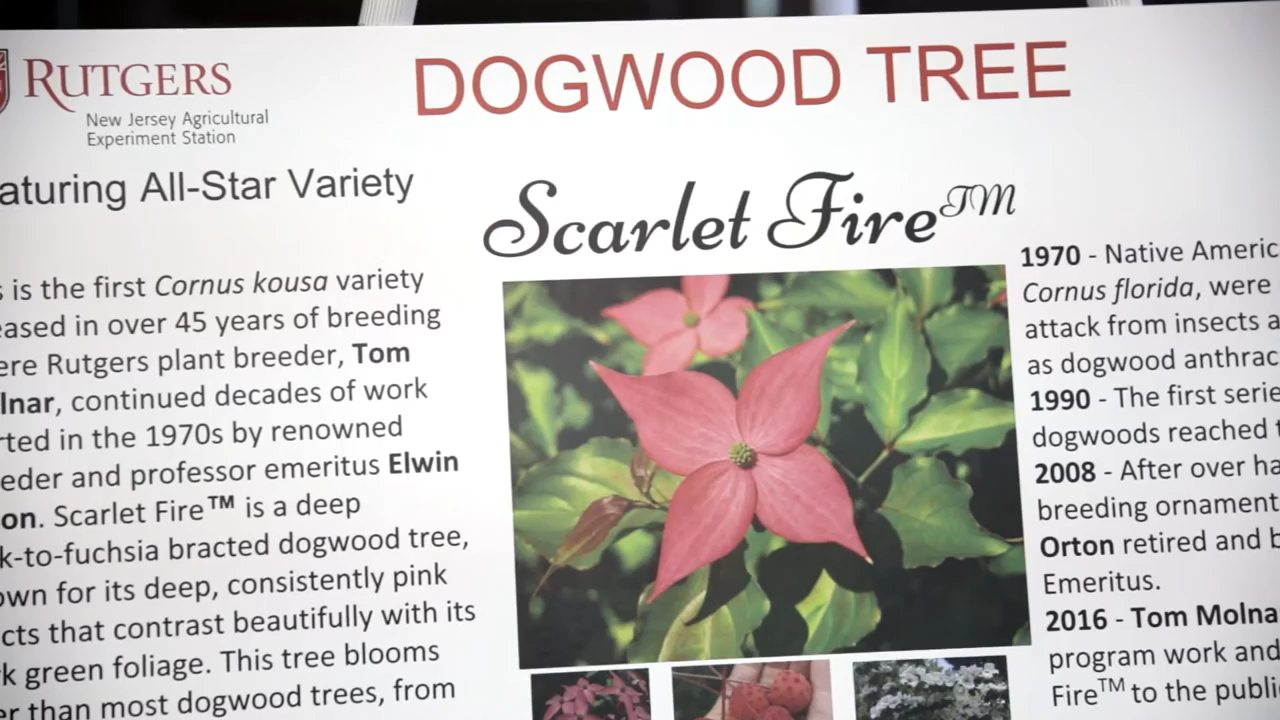 RUTGERS
New Jersey Agricultural
Experiment Station
DOGWOOD TREE
aturing All-Star Variety
Scarlet Fire™
s is the first Cornus kousa variety
eased in over 45 years of breeding
ere Rutgers plant breeder, Tom
lnar, continued decades of work
rted in the 1970s by renowned
eder and professor emeritus Elwin
on. Scarlet Fire™ is a deep
k-to-fuchsia bracted dogwood tree,
own for its deep, consistently pink
cts that contrast beautifully with its
k green foliage. This tree blooms
er than most dogwood trees, from
1970 - Native Americ
Cornus florida, were
attack from insects a
as dogwood anthrac
1990 - The first serie
dogwoods reached t
2008 - After over ha
breeding ornament
Orton retired and b
Emeritus.
2016 - Tom Molna
program work and
Fire™ to the public